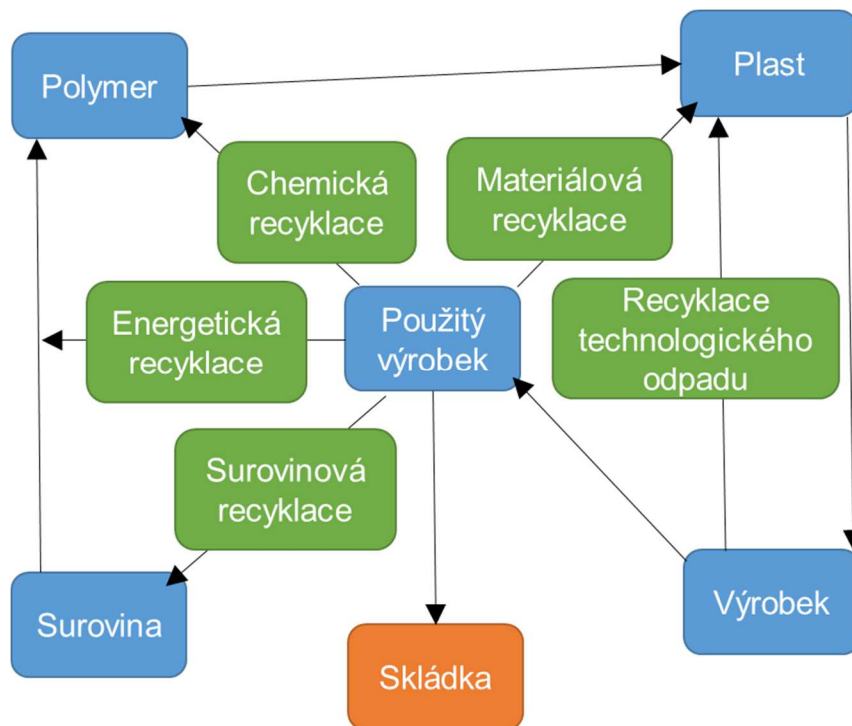 Polymer
Plast
Chemická
recyklace
Materiálová
recyklace
Energetická
recyklace
Použitý
výrobek
Recyklace
technologického
odpadu
Surovinová
recyklace
Surovina
Výrobek
Skládka